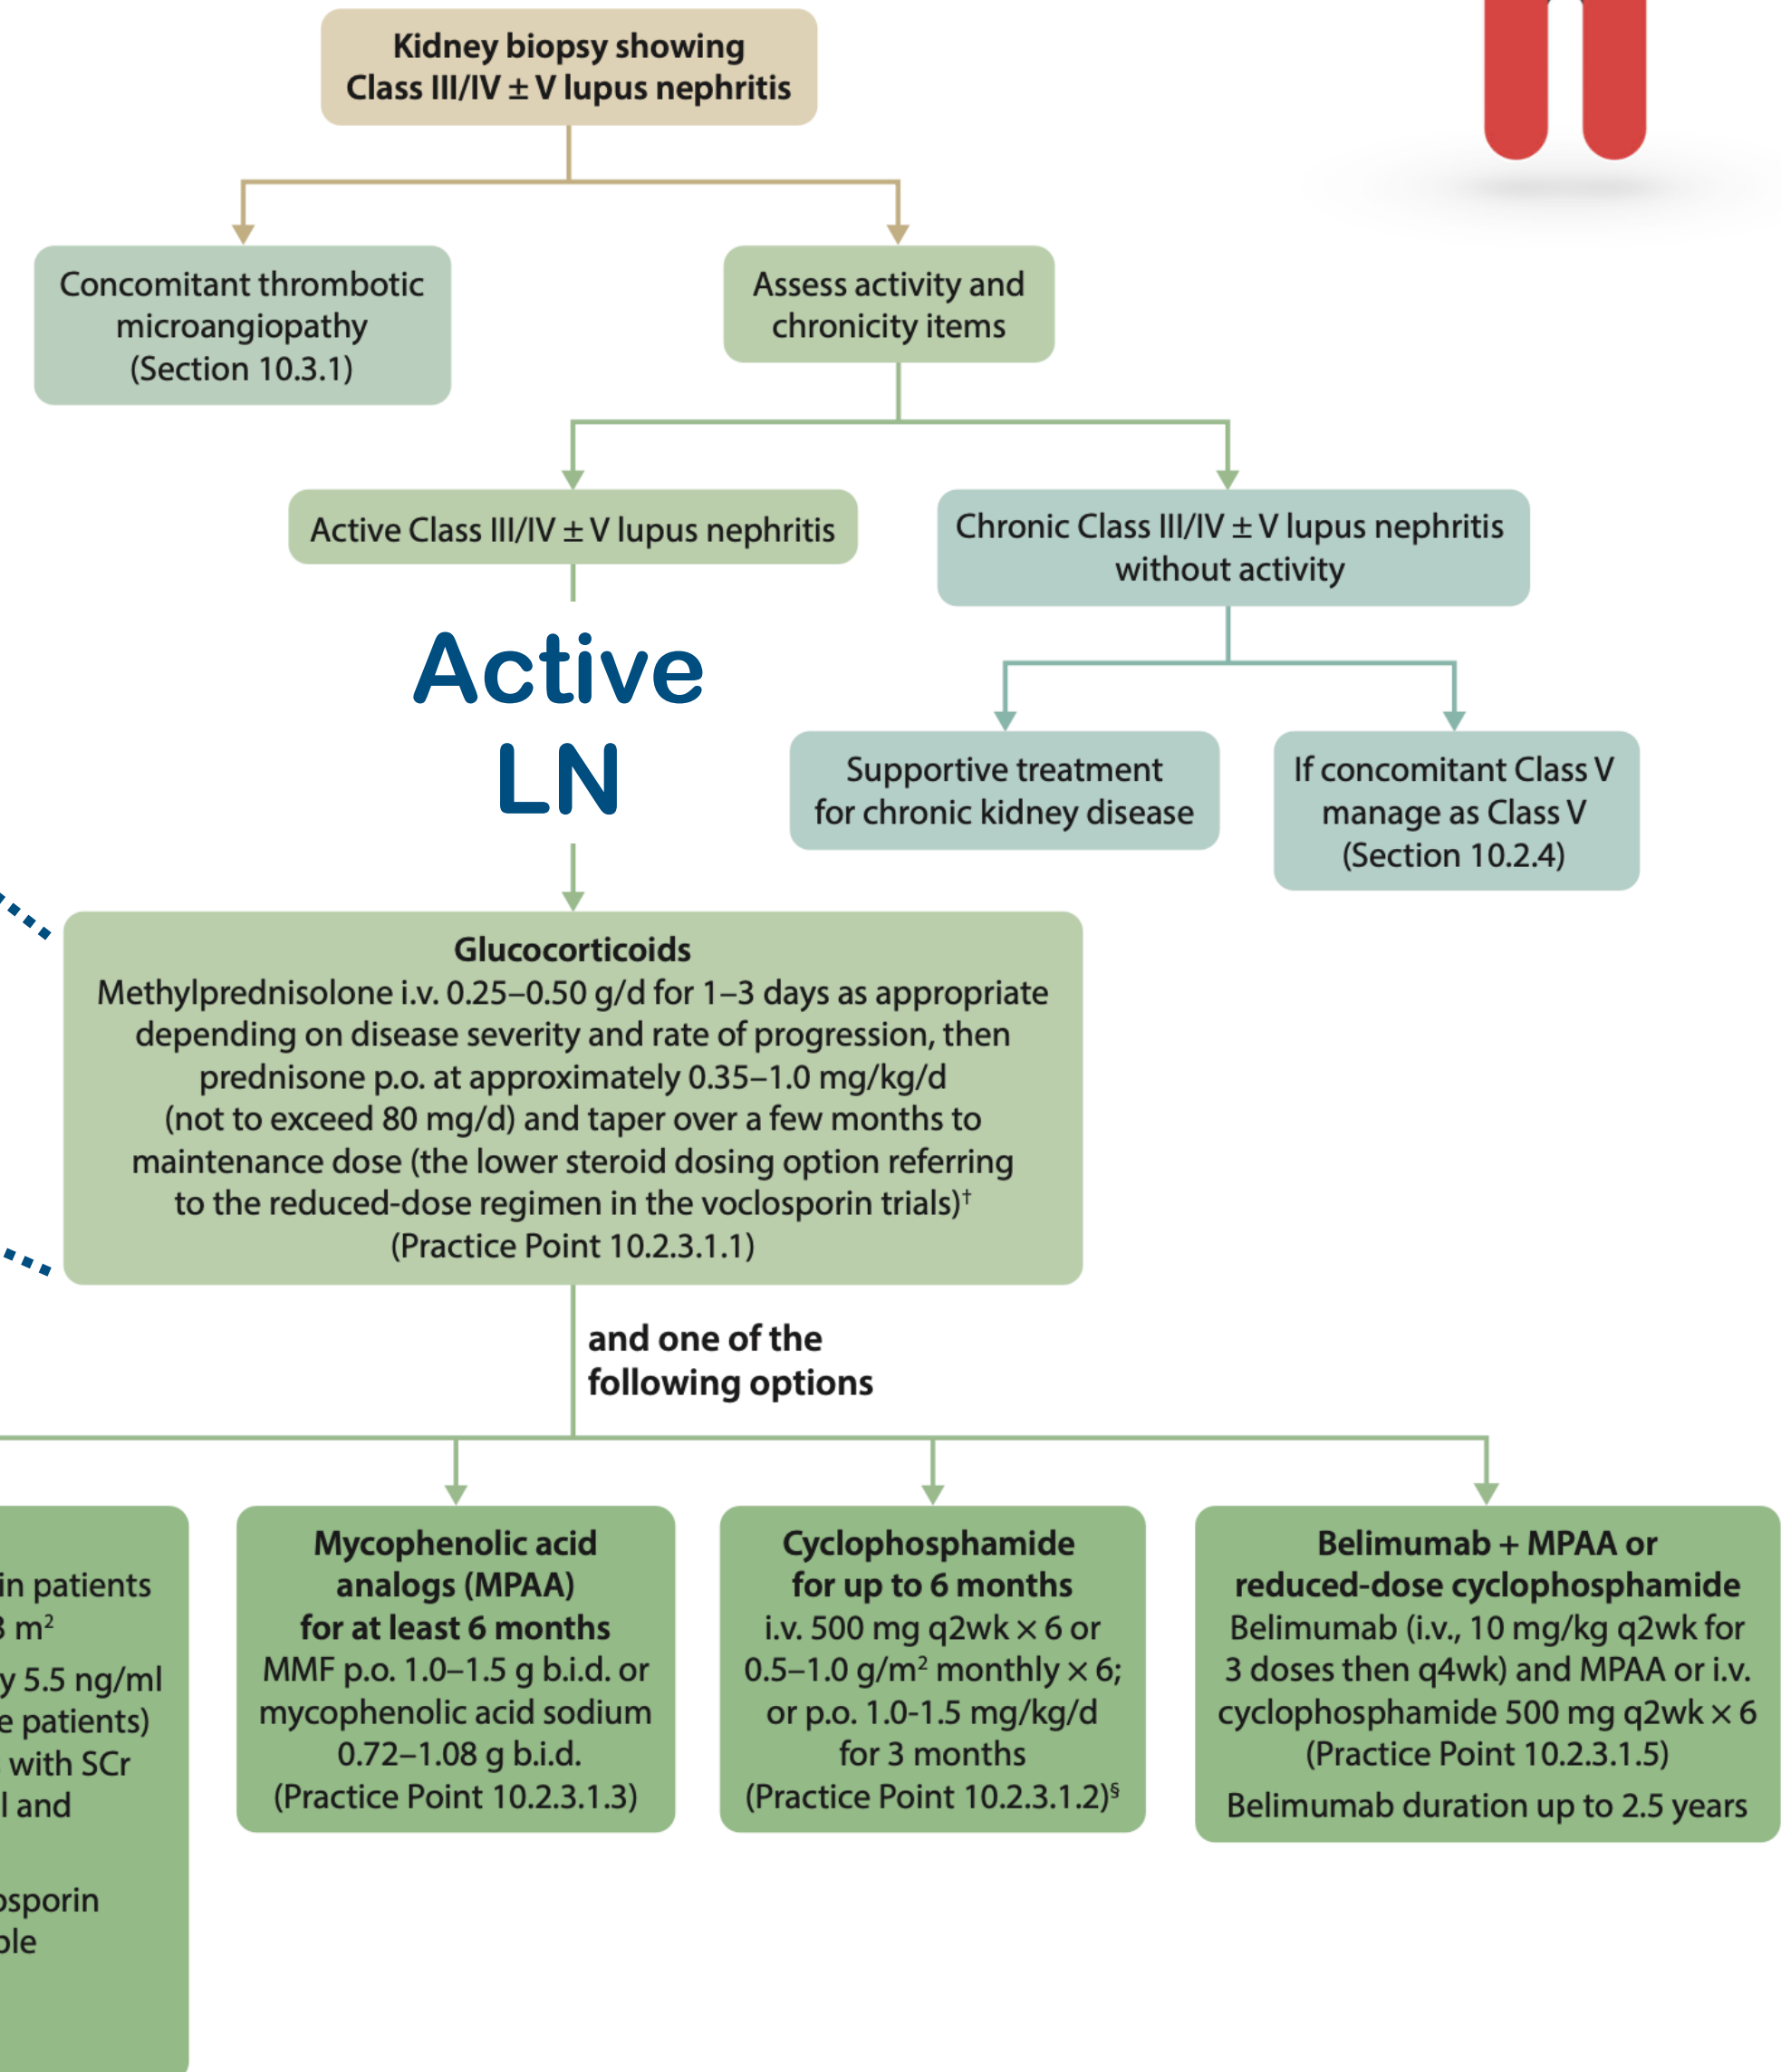 Kidney biopsy showing
Class III/IV ± V lupus nephritis
Concomitant thrombotic
microangiopathy
(Section 10.3.1)
Assess activity and
chronicity items
Active Class III/IV ± V lupus nephritis
Chronic Class III/IV ± V lupus nephritis
without activity
Active
LN
Supportive treatment
for chronic kidney disease
If concomitant Class V
manage as Class V
(Section 10.2.4)
Glucocorticoids
Methylprednisolone i.v. 0.25–0.50 g/d for 1–3 days as appropriate
depending on disease severity and rate of progression, then
prednisone p.o. at approximately 0.35–1.0 mg/kg/d
(not to exceed 80 mg/d) and taper over a few months to
maintenance dose (the lower steroid dosing option referring
to the reduced-dose regimen in the voclosporin trials)†
(Practice Point 10.2.3.1.1)
and one of the
following options
in patients
m²
5.5 ng/ml
patients)
with SCr
and
Mycophenolic acid
analogs (MPAA)
for at least 6 months
MMF p.o. 1.0–1.5 g b.i.d. or
mycophenolic acid sodium
0.72–1.08 g b.i.d.
(Practice Point 10.2.3.1.3)
Cyclophosphamide
for up to 6 months
i.v. 500 mg q2wk × 6 or
0.5–1.0 g/m² monthly × 6;
or p.o. 1.0-1.5 mg/kg/d
for 3 months
(Practice Point 10.2.3.1.2)§
Belimumab + MPAA or
reduced-dose cyclophosphamide
Belimumab (i.v., 10 mg/kg q2wk for
3 doses then q4wk) and MPAA or i.v.
cyclophosphamide 500 mg q2wk × 6
(Practice Point 10.2.3.1.5)
Belimumab duration up to 2.5 years